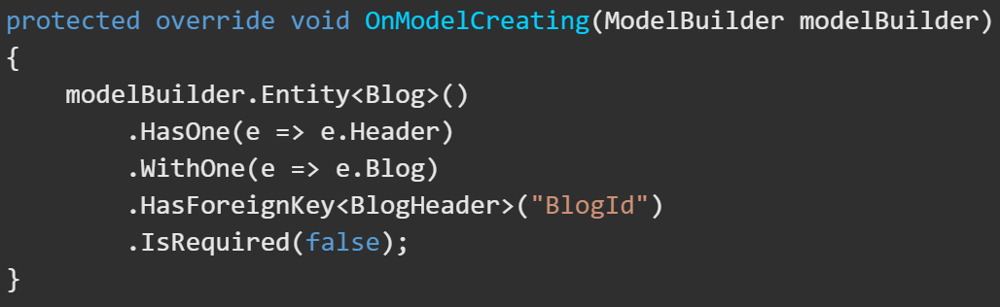 protected override void OnModelCreating(ModelBuilder modelBuilder)
{
    modelBuilder.Entity<Blog>()
        .HasOne(e => e.Header)
        .WithOne(e => e.Blog)
        .HasForeignKey<BlogHeader>("BlogId")
        .IsRequired(false);
}